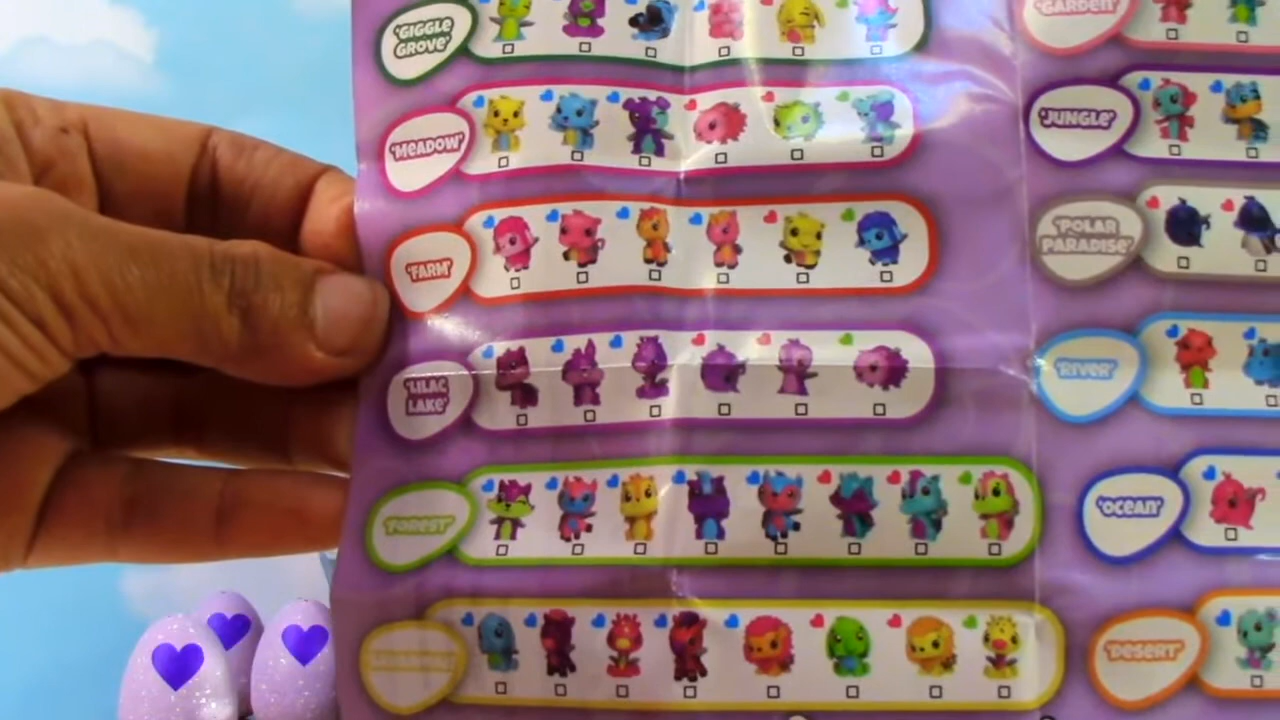 'GIGGLE
GROVE'
'MEADOW'
'FARM'
'LILAC
LAKE'
'FOREST'
GARDEN'
'JUNGLE'
'POLAR
PARADISE'
'RIVER'
'OCEAN'
'DESERT'